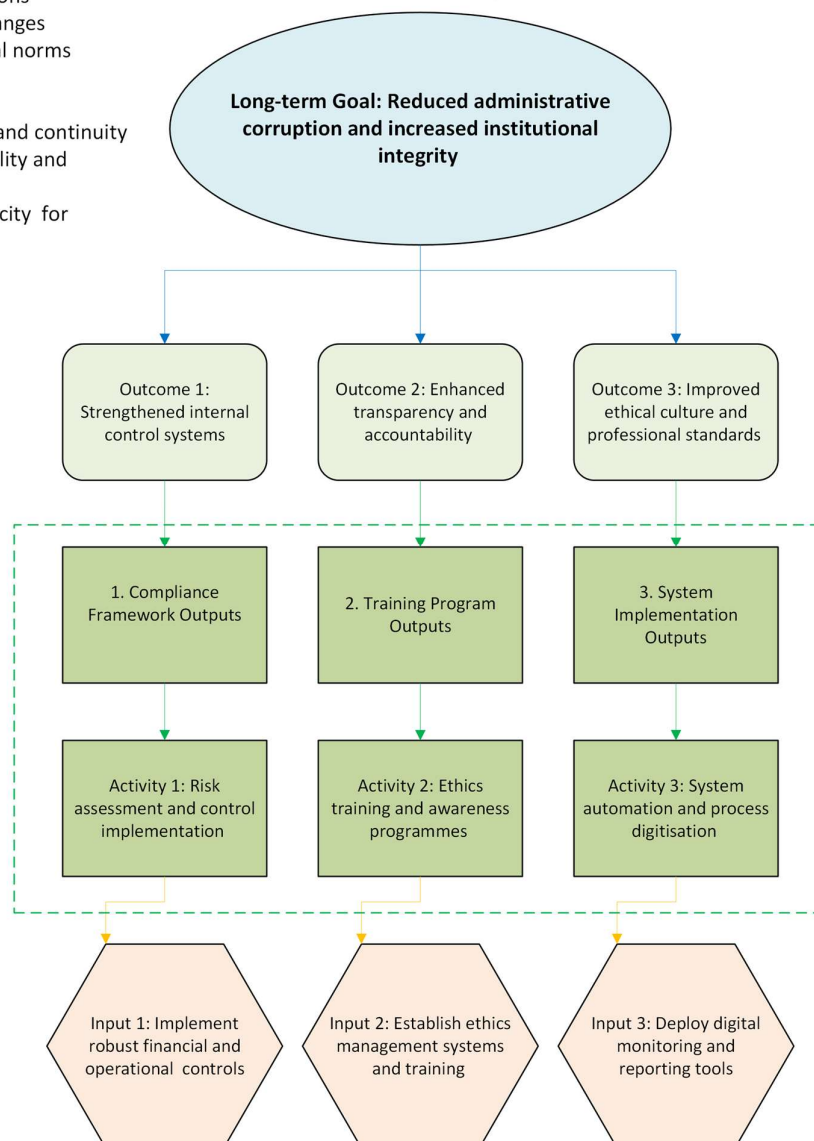 ons
anges
al norms
and continuity
lity and
city for
Long-term Goal: Reduced administrative
corruption and increased institutional
integrity
Outcome 1:
Strengthened internal
control systems
Outcome 2: Enhanced
transparency and
accountability
Outcome 3: Improved
ethical culture and
professional standards
1. Compliance
Framework Outputs
2. Training Program
Outputs
3. System
Implementation
Outputs
Activity 1: Risk
assessment and control
implementation
Activity 2: Ethics
training and awareness
programmes
Activity 3: System
automation and process
digitisation
Input 1: Implement
robust financial and
operational controls
Input 2: Establish ethics
management systems
and training
Input 3: Deploy digital
monitoring and
reporting tools